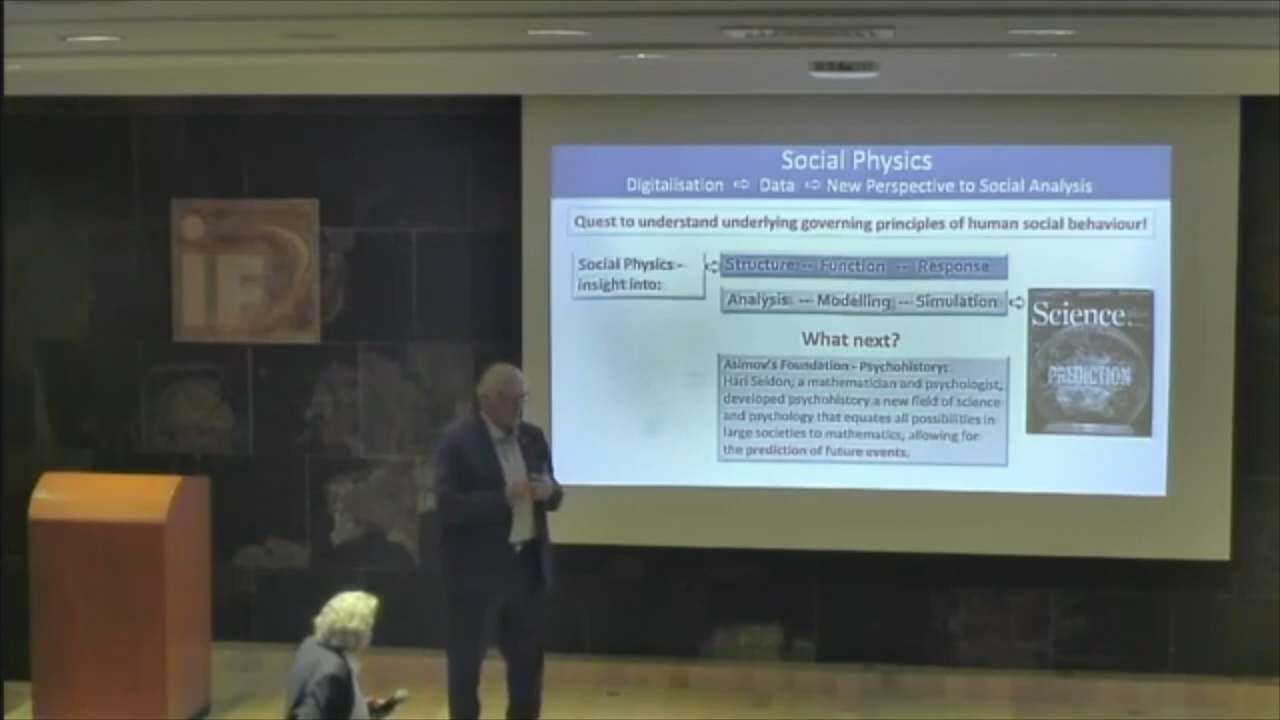 Social Physics
Digitalisation ⇨ Data ⇨ New Perspective to Social Analysis
Quest to understand underlying governing principles of human social behaviour!
Social Physics -
insight into:
Structure -- Function -- Response
Analysis -- Modelling -- Simulation
Science
PREDICTION
What next?
Asimov's Foundation - Psychohistory:
Hari Seldon, a mathematician and psychologist,
developed psychohistory a new field of science
and psychology that equates all possibilities in
large societies to mathematics, allowing for
the prediction of future events.